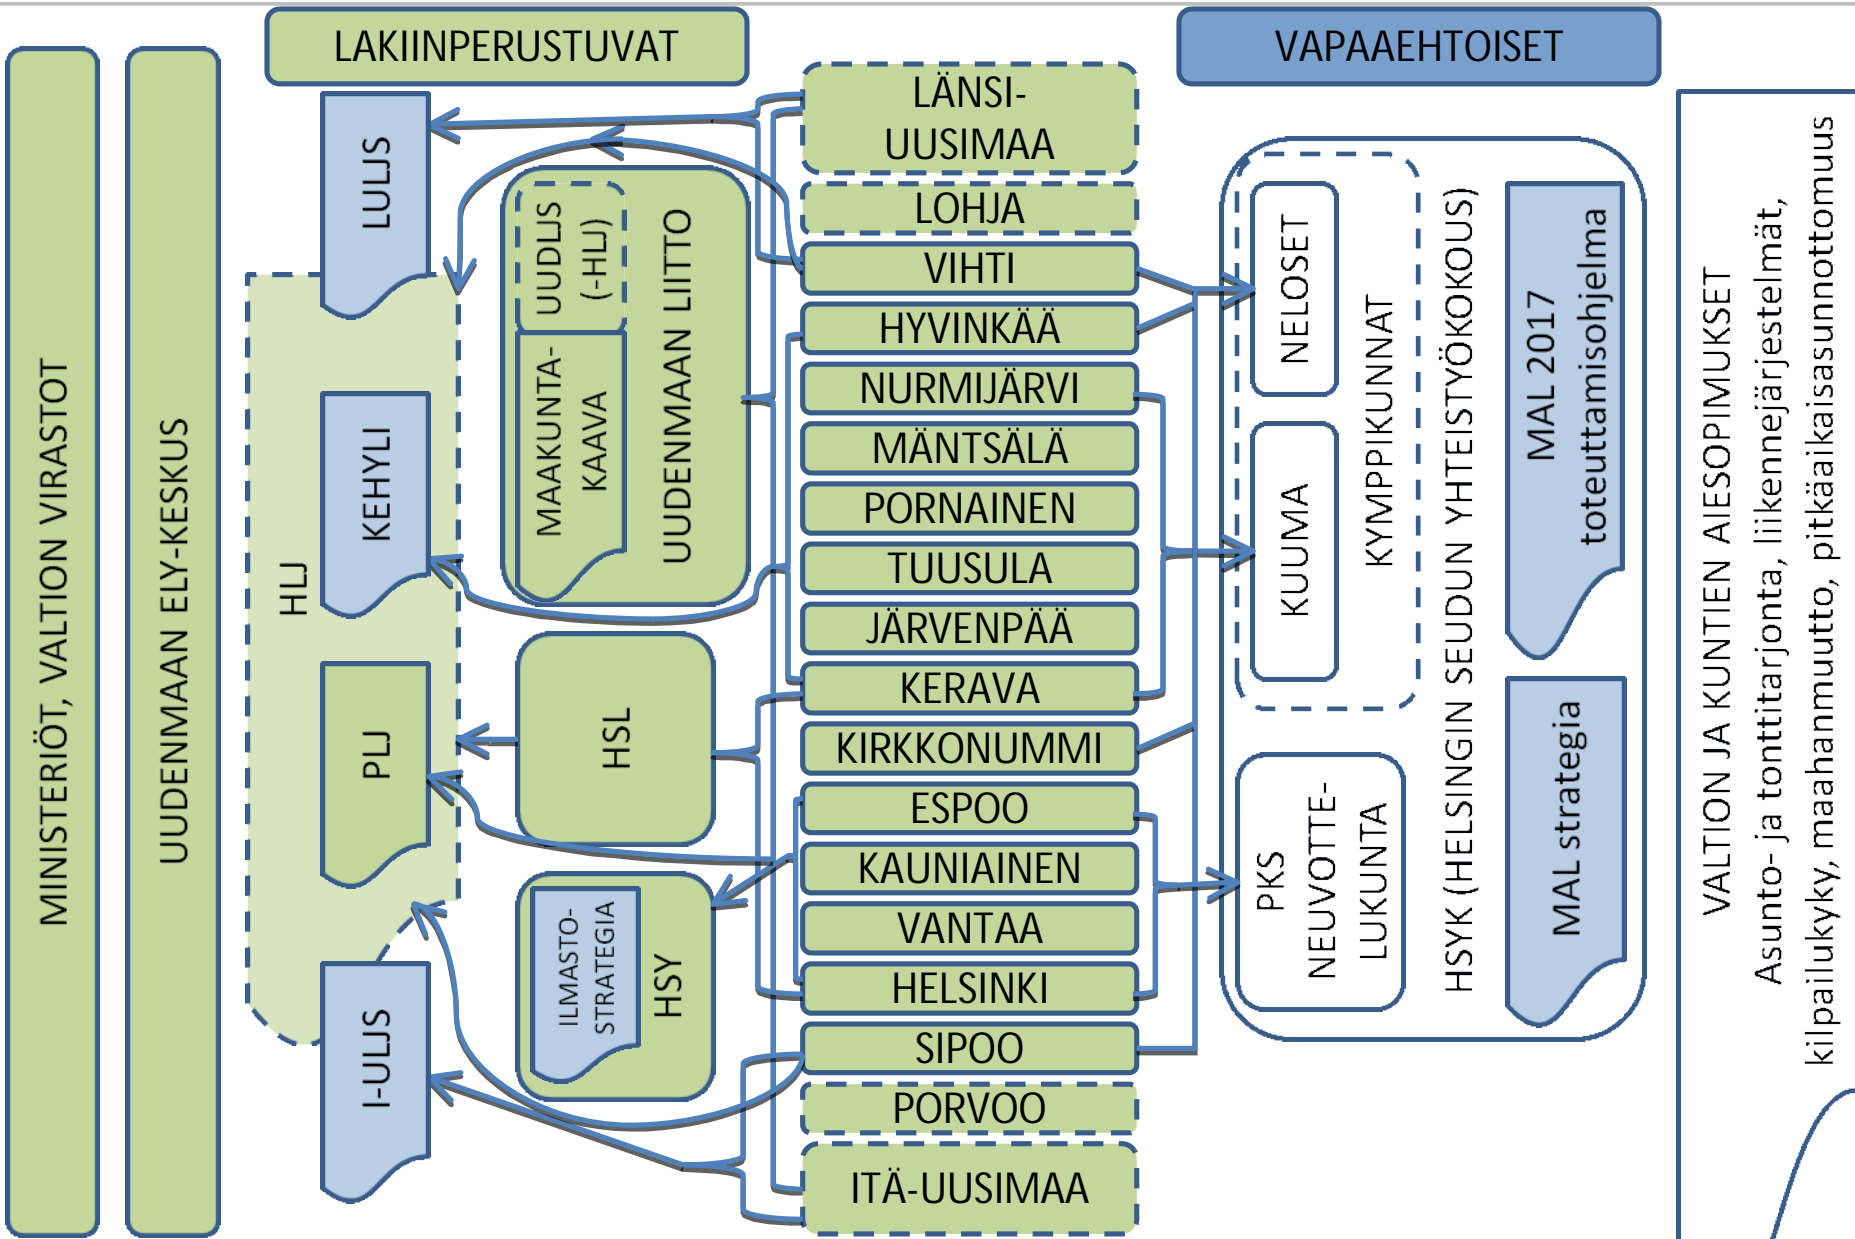 MINISTERIÖT, VALTION VIRASTOT
UUDENMAAN ELY-KESKUS
LAKIINPERUSTUVAT
HLJ
LULJS
KEHYLI
PLJ
I-ULJS
UUDLJS
(-HLJ)
MAAKUNTA-
KAAVA
UUDENMAAN LIITTO
HSL
ILMASTO-
STRATEGIA
HSY
LÄNSI-
UUSIMAA
LOHJA
VIHTI
HYVINKÄÄ
NURMIJÄRVI
MÄNTSÄLÄ
PORNAINEN
TUUSULA
JÄRVENPÄÄ
KERAVA
KIRKKONUMMI
ESPOO
KAUNIAINEN
VANTAA
HELSINKI
SIPOO
PORVOO
ITÄ-UUSIMAA
VAPAAEHTOISET
NELOSET
KUUMA
KYMPPIKUNNAT
PKS
NEUVOTTE-
LUKUNTA
HSYK (HELSINGIN SEUDUN YHTEISTYÖKOKOUS)
MAL 2017
toteuttamisohjelma
MAL strategia
VALTION JA KUNTIEN AIESOPIMUKSET
Asunto- ja tonttitarjonta, liikennejärjestelmät,
kilpailukyky, maahanmuutto, pitkäaikaisasunnottomuus